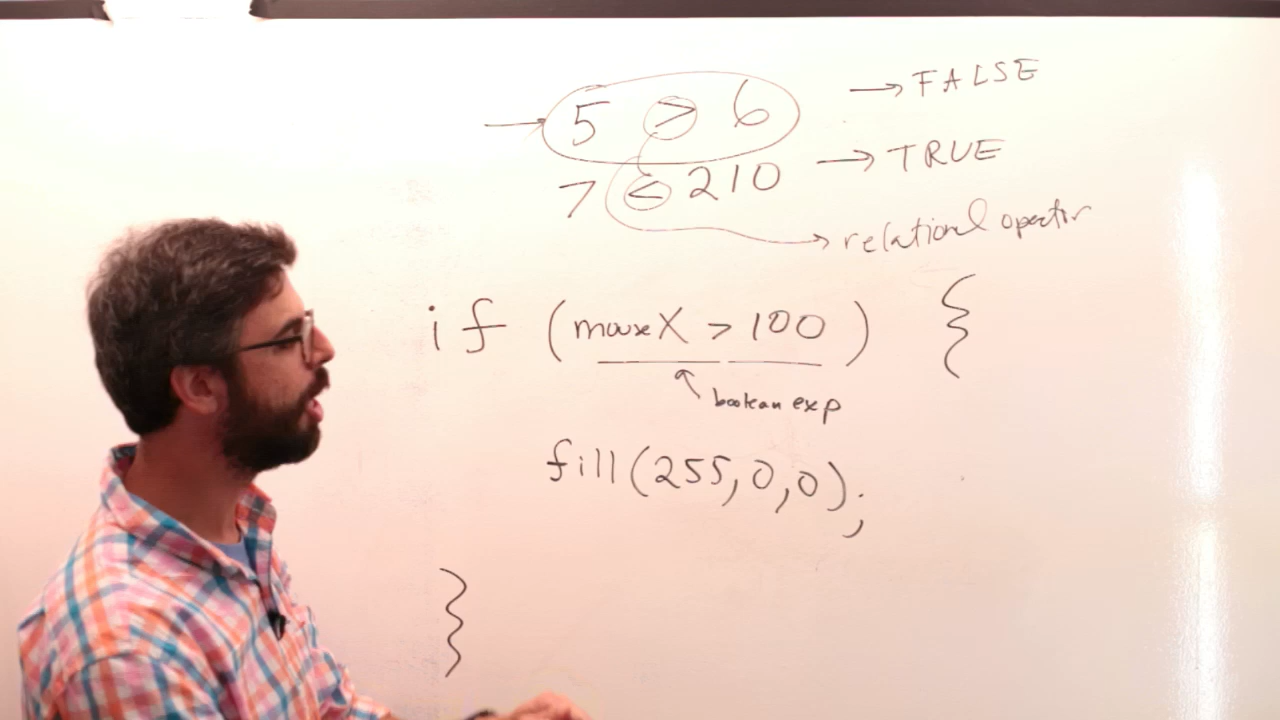 → 5 > 6 → FALSE
7 < 210 → TRUE
→ relational operator
if (mouseX > 100) {
boolean exp
fill(255,0,0);
}